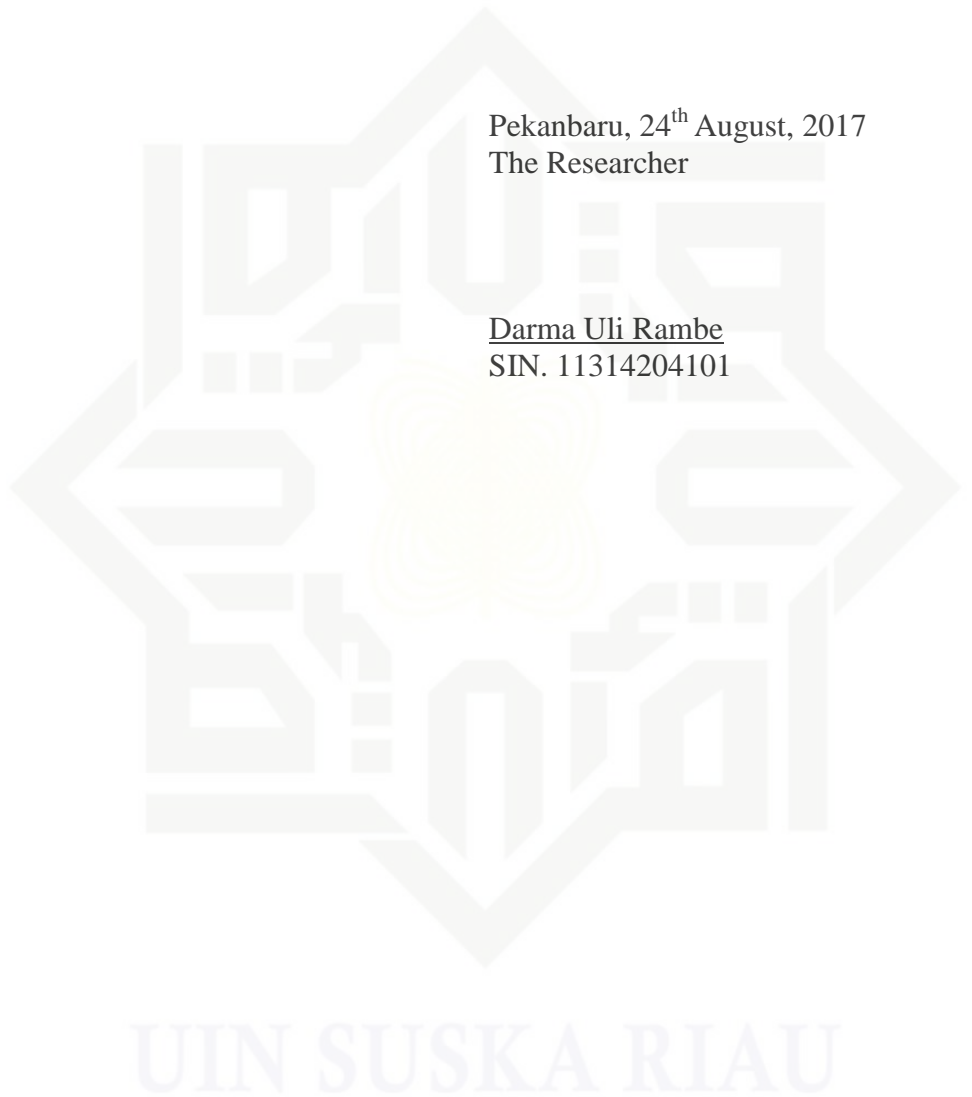 Pekanbaru, 24th August, 2017
The Researcher
Darma Uli Rambe
SIN. 11314204101
UIN SUSKA RIAU